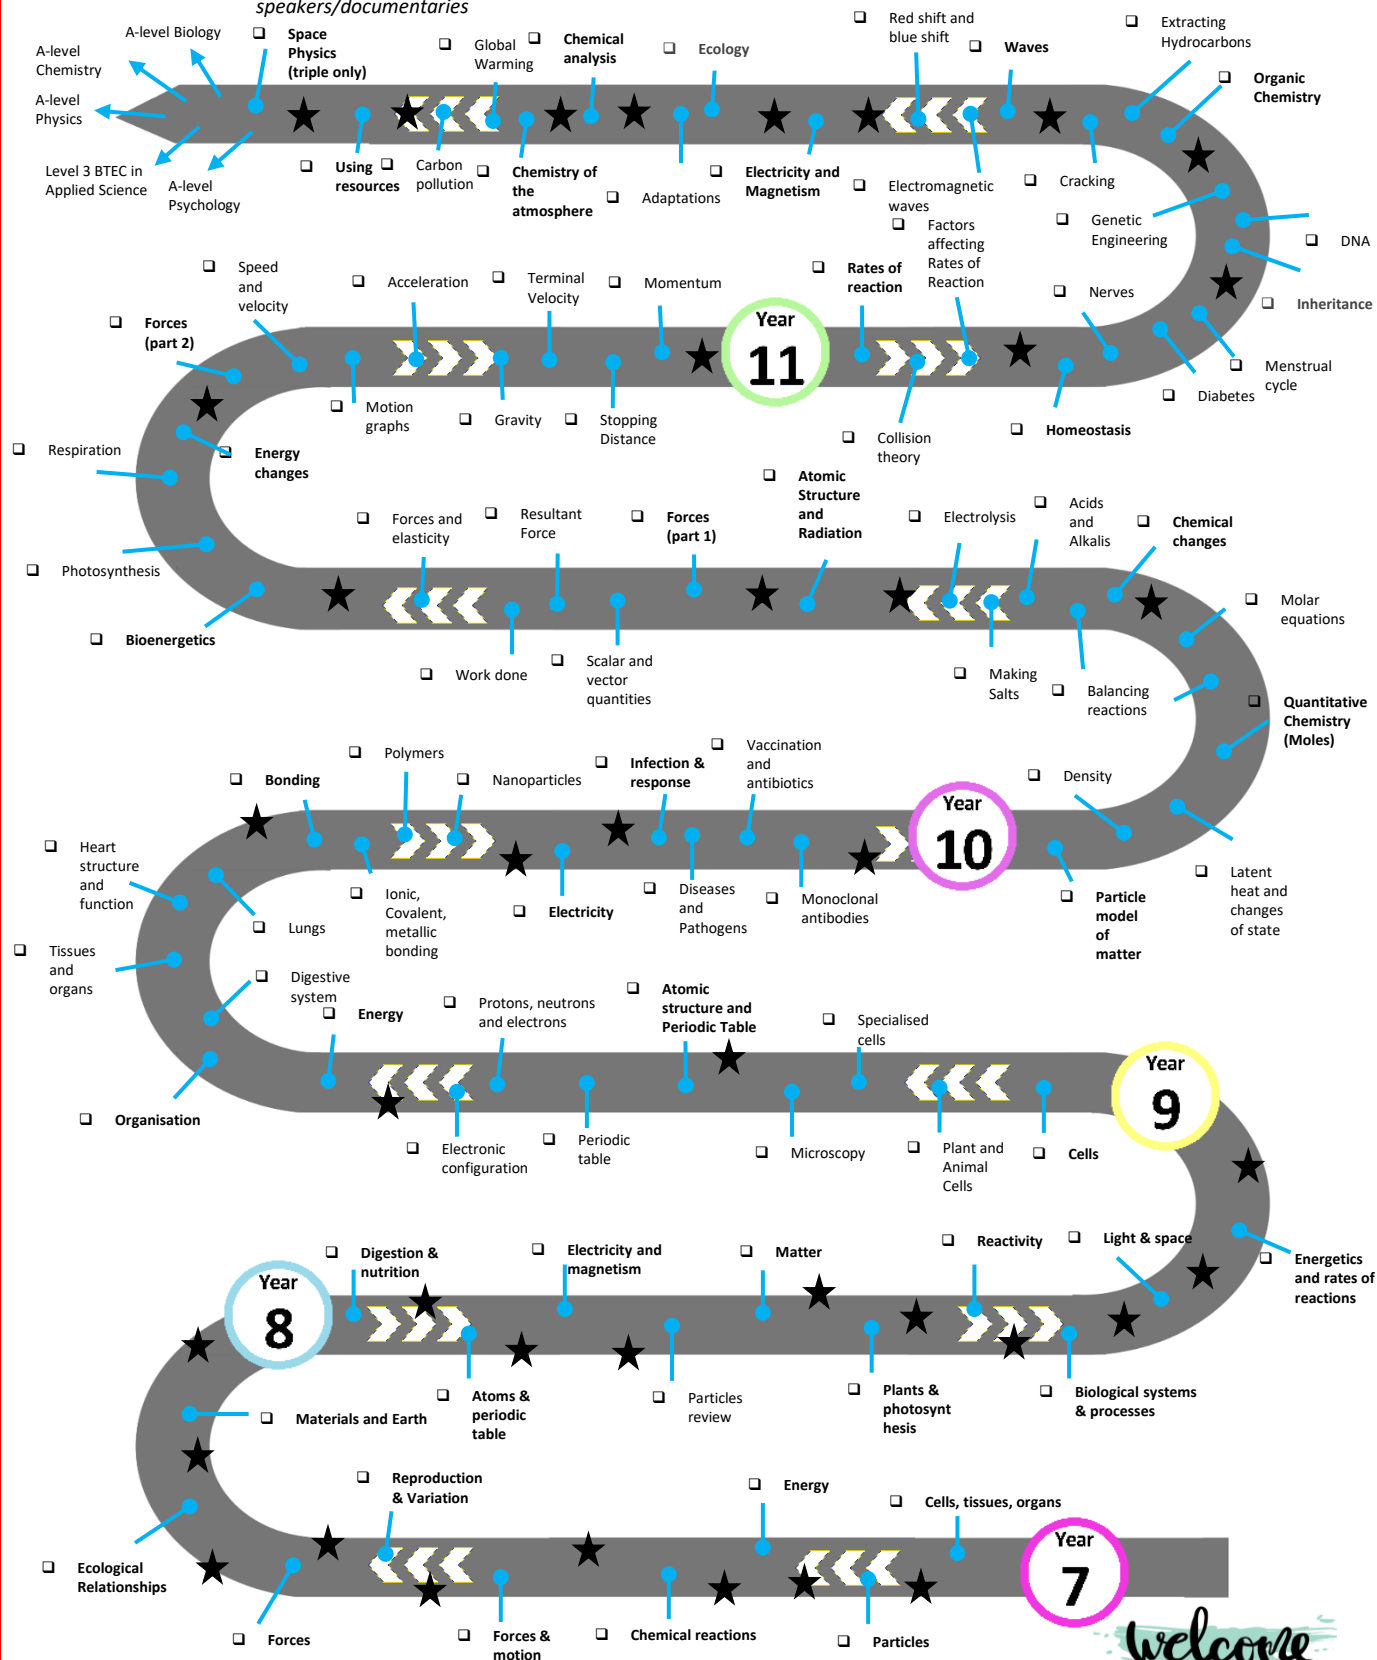 speakers/documentaries
A-level Biology
A-level
Chemistry
A-level
Physics
Level 3 BTEC in
Applied Science
A-level
Psychology
Space
Physics
(triple only)
Global
Warming
Chemical
analysis
Ecology
Red shift and
blue shift
Waves
Extracting
Hydrocarbons
Organic
Chemistry
Using
resources
Carbon
pollution
Chemistry of
the
atmosphere
Adaptations
Electricity and
Magnetism
Electromagnetic
waves
Cracking
Genetic
Engineering
DNA
Inheritance
Speed
and
velocity
Acceleration
Terminal
Velocity
Momentum
Rates of
reaction
Factors
affecting
Rates of
Reaction
Nerves
Forces
(part 2)
Year
11
Menstrual
cycle
Diabetes
Motion
graphs
Gravity
Stopping
Distance
Collision
theory
Homeostasis
Respiration
Energy
changes
Photosynthesis
Bioenergetics
Forces and
elasticity
Resultant
Force
Forces
(part 1)
Atomic
Structure
and
Radiation
Electrolysis
Acids
and
Alkalis
Chemical
changes
Molar
equations
Work done
Scalar and
vector
quantities
Making
Salts
Balancing
reactions
Quantitative
Chemistry
(Moles)
Bonding
Polymers
Nanoparticles
Infection &
response
Vaccination
and
antibiotics
Density
Year
10
Heart
structure
and
function
Lungs
Ionic,
Covalent,
metallic
bonding
Electricity
Diseases
and
Pathogens
Monoclonal
antibodies
Particle
model
of
matter
Latent
heat and
changes
of state
Tissues
and
organs
Digestive
system
Energy
Protons, neutrons
and electrons
Atomic
structure and
Periodic Table
Specialised
cells
Year
9
Organisation
Electronic
configuration
Periodic
table
Microscopy
Plant and
Animal
Cells
Cells
Digestion &
nutrition
Electricity and
magnetism
Matter
Reactivity
Light & space
Energetics
and rates of
reactions
Year
8
Atoms &
periodic
table
Particles
review
Plants &
photosynt
hesis
Biological systems
& processes
Materials and Earth
Reproduction
& Variation
Energy
Cells, tissues, organs
Year
7
Ecological
Relationships
Forces
Forces &
motion
Chemical reactions
Particles
welcome